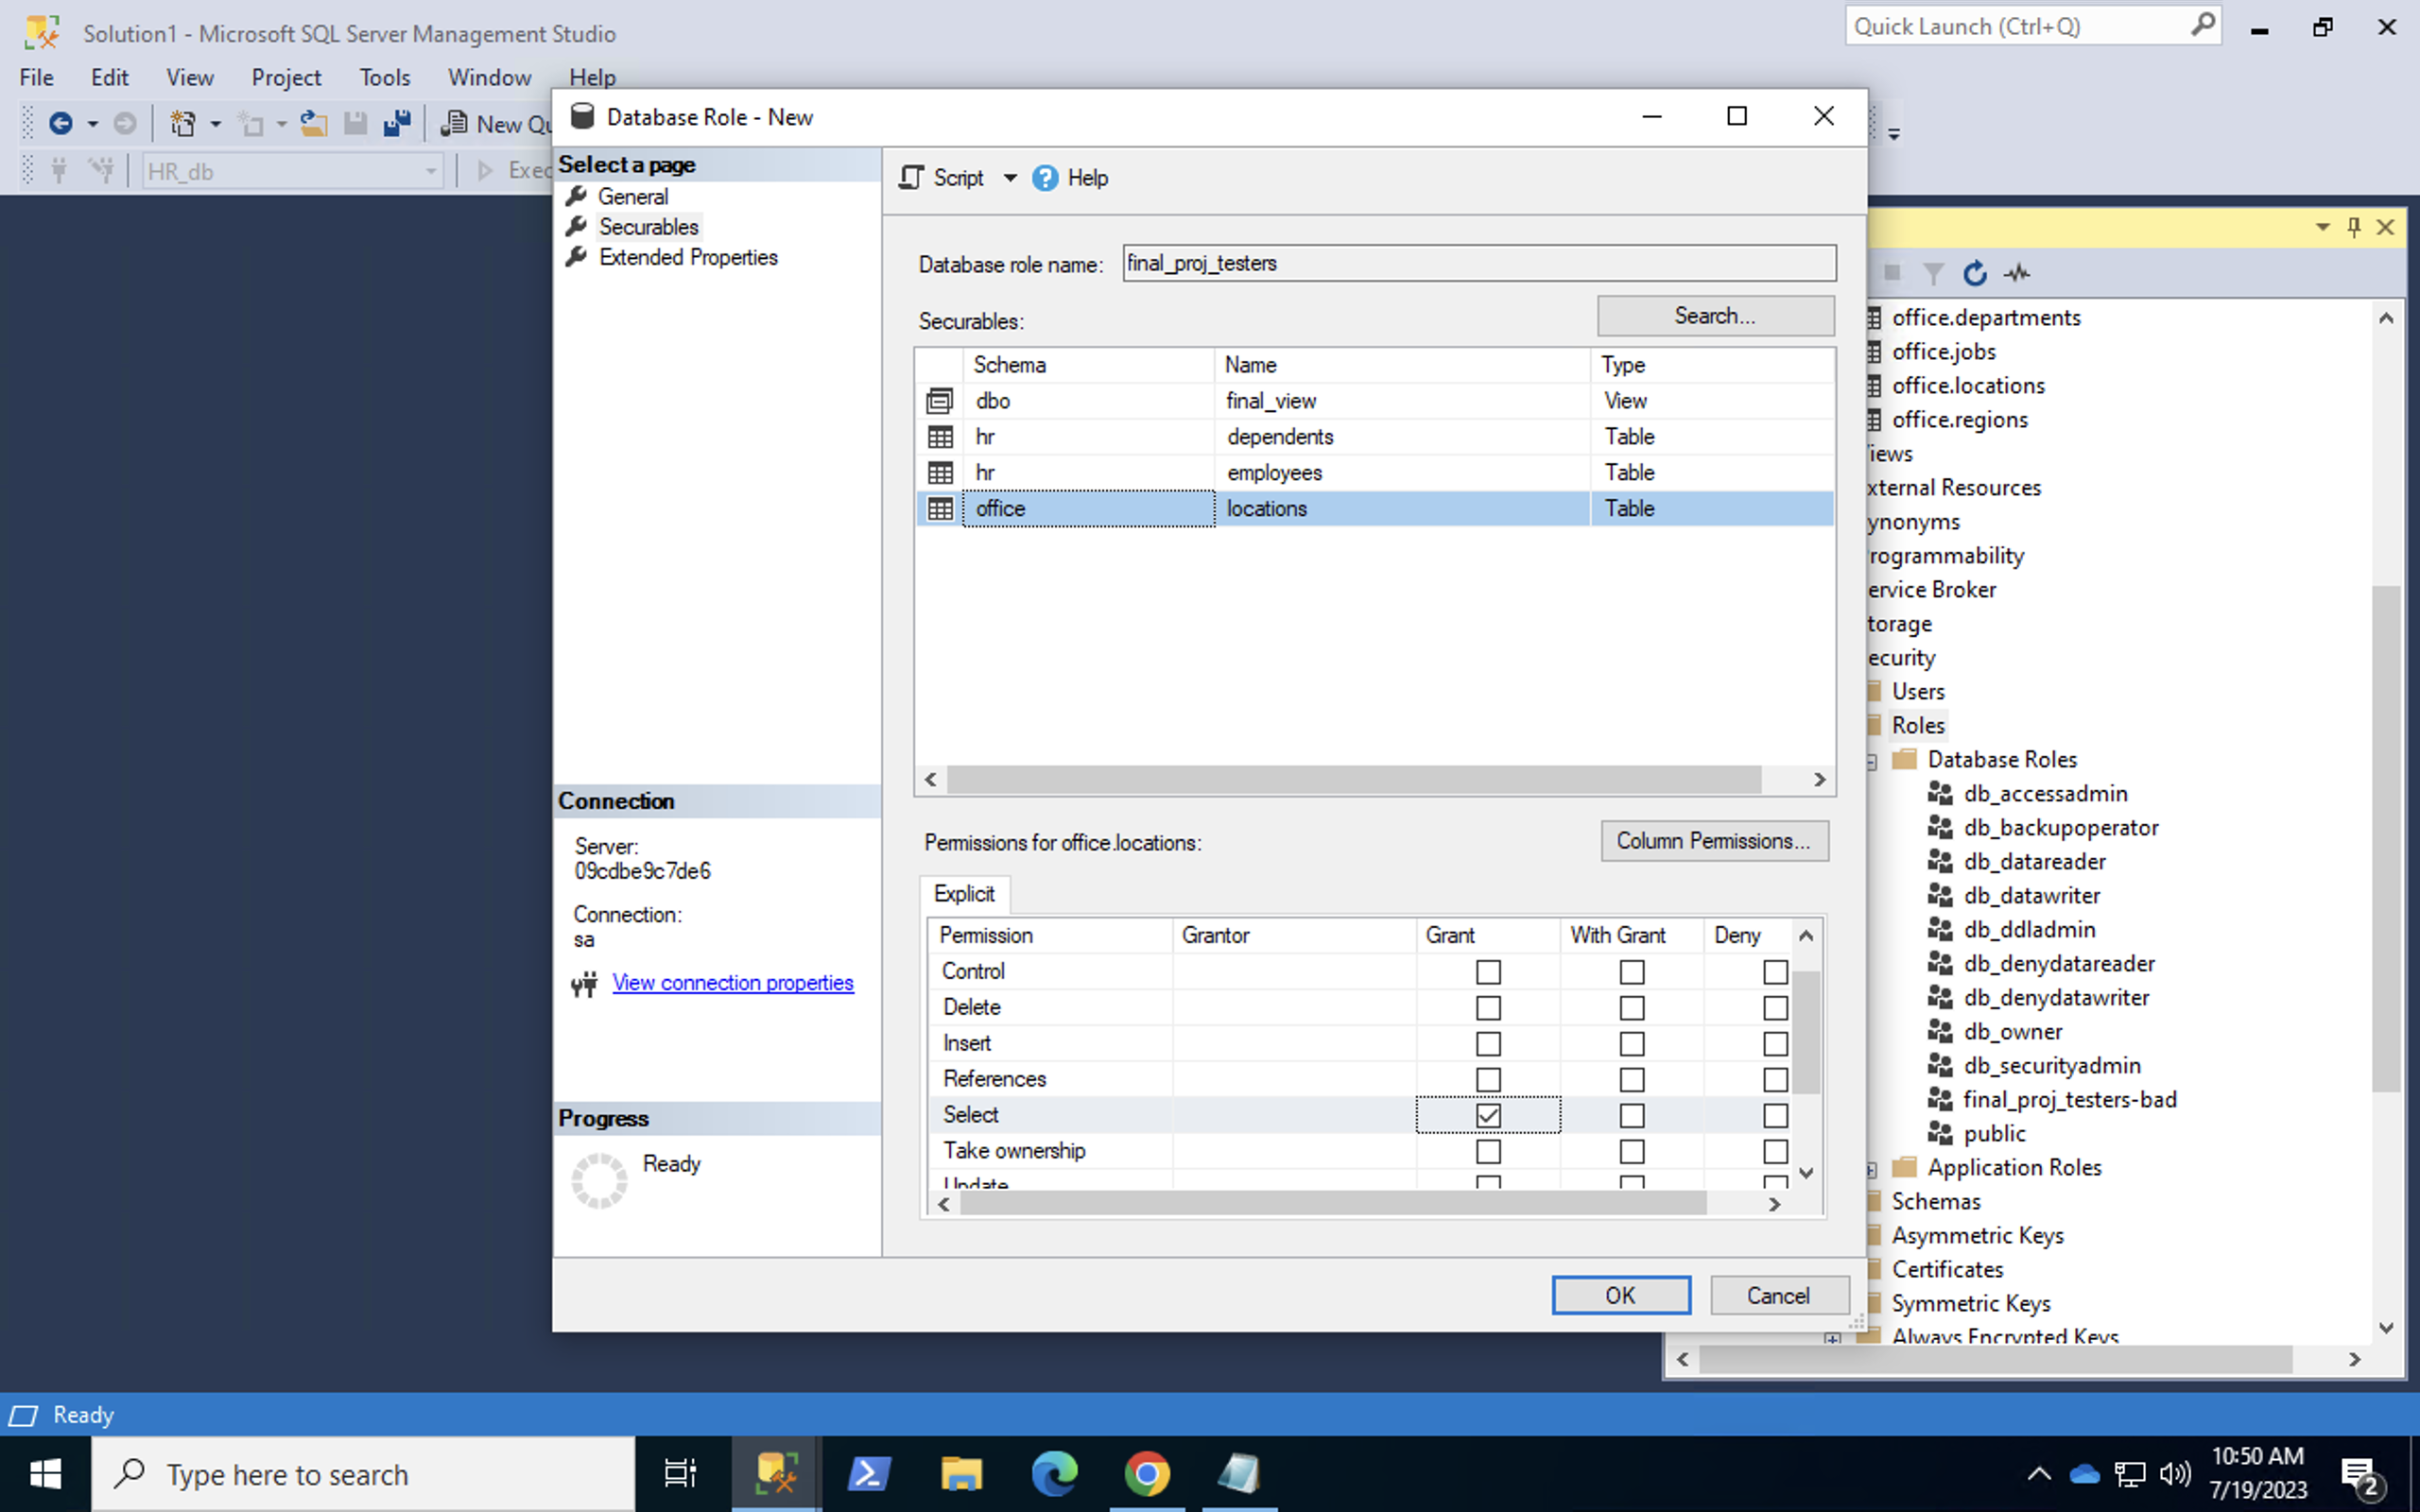 Solution1 - Microsoft SQL Server Management Studio
Quick Launch (Ctrl+Q)
File Edit View Project Tools Window Help
New Qu
HR_db
Exec
Database Role - New
Select a page
General
Securables
Extended Properties
Connection
Server:
09cdbe9c7de6
Connection:
sa
View connection properties
Progress
Ready
Script Help
Database role name: final_proj_testers
Securables: Search...
Schema Name Type
dbo final_view View
hr dependents Table
hr employees Table
office locations Table
Permissions for office.locations: Column Permissions...
Explicit
Permission Grantor Grant With Grant Deny
Control
Delete
Insert
References
Select
Take ownership
Update
OK Cancel
office.departments
office.jobs
office.locations
office.regions
iews
xternal Resources
ynonyms
rogrammability
ervice Broker
torage
ecurity
Users
Roles
Database Roles
db_accessadmin
db_backupoperator
db_datareader
db_datawriter
db_ddladmin
db_denydatareader
db_denydatawriter
db_owner
db_securityadmin
final_proj_testers-bad
public
Application Roles
Schemas
Asymmetric Keys
Certificates
Symmetric Keys
Always Encrypted Keys
Ready
Type here to search
10:50 AM
7/19/2023
2